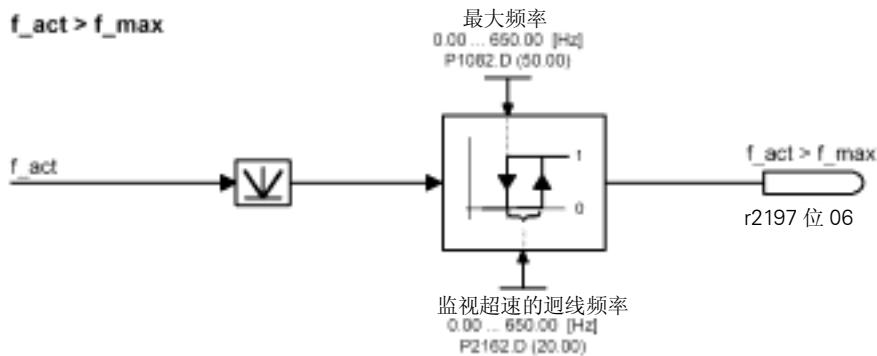 f_act > f_max
最大频率
0.00 ... 650.00 [Hz]
P1082.D (50.00)
f_act
1
0
f_act > f_max
r2197 位 06
监视超速的迥线频率
0.00 ... 650.00 [Hz]
P2162.D (20.00)